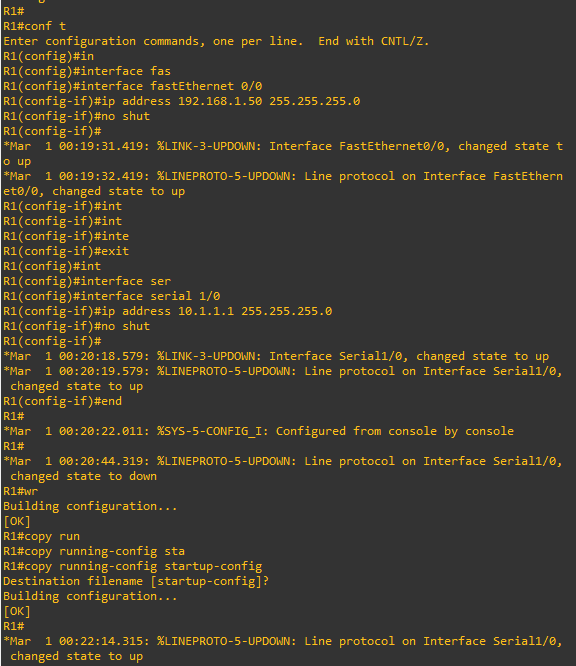 R1#
R1#conf t
Enter configuration commands, one per line.  End with CNTL/Z.
R1(config)#in
R1(config)#interface fas
R1(config)#interface fastEthernet 0/0
R1(config-if)#ip address 192.168.1.50 255.255.255.0
R1(config-if)#no shut
R1(config-if)#
*Mar  1 00:19:31.419: %LINK-3-UPDOWN: Interface FastEthernet0/0, changed state t
o up
*Mar  1 00:19:32.419: %LINEPROTO-5-UPDOWN: Line protocol on Interface FastEthern
et0/0, changed state to up
R1(config-if)#int
R1(config-if)#int
R1(config-if)#inte
R1(config-if)#exit
R1(config)#int
R1(config)#interface ser
R1(config)#interface serial 1/0
R1(config-if)#ip address 10.1.1.1 255.255.255.0
R1(config-if)#no shut
R1(config-if)#
*Mar  1 00:20:18.579: %LINK-3-UPDOWN: Interface Serial1/0, changed state to up
*Mar  1 00:20:19.579: %LINEPROTO-5-UPDOWN: Line protocol on Interface Serial1/0,
 changed state to up
R1(config-if)#end
R1#
*Mar  1 00:20:22.011: %SYS-5-CONFIG_I: Configured from console by console
R1#
*Mar  1 00:20:44.319: %LINEPROTO-5-UPDOWN: Line protocol on Interface Serial1/0,
 changed state to down
R1#wr
Building configuration...
[OK]
R1#copy run
R1#copy running-config sta
R1#copy running-config startup-config
Destination filename [startup-config]?
Building configuration...
[OK]
R1#
*Mar  1 00:22:14.315: %LINEPROTO-5-UPDOWN: Line protocol on Interface Serial1/0,
 changed state to up